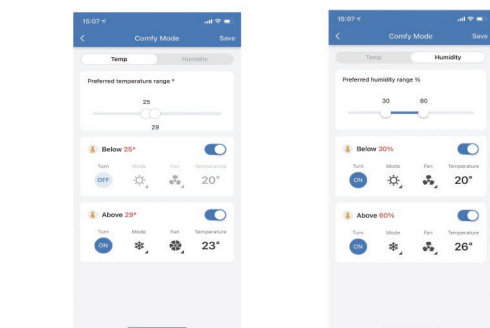 15:07
Comfy Mode Save
Temp Humidity
Preferred temperature range °
25
29
Below 25°
Turn Mode Fan Temperature
OFF 20°
Above 29°
Turn Mode Fan Temperature
ON 23°
15:07
Comfy Mode Save
Temp Humidity
Preferred humidity range %
30 60
Below 30%
Turn Mode Fan Temperature
ON 20°
Above 60%
Turn Mode Fan Temperature
ON 26°